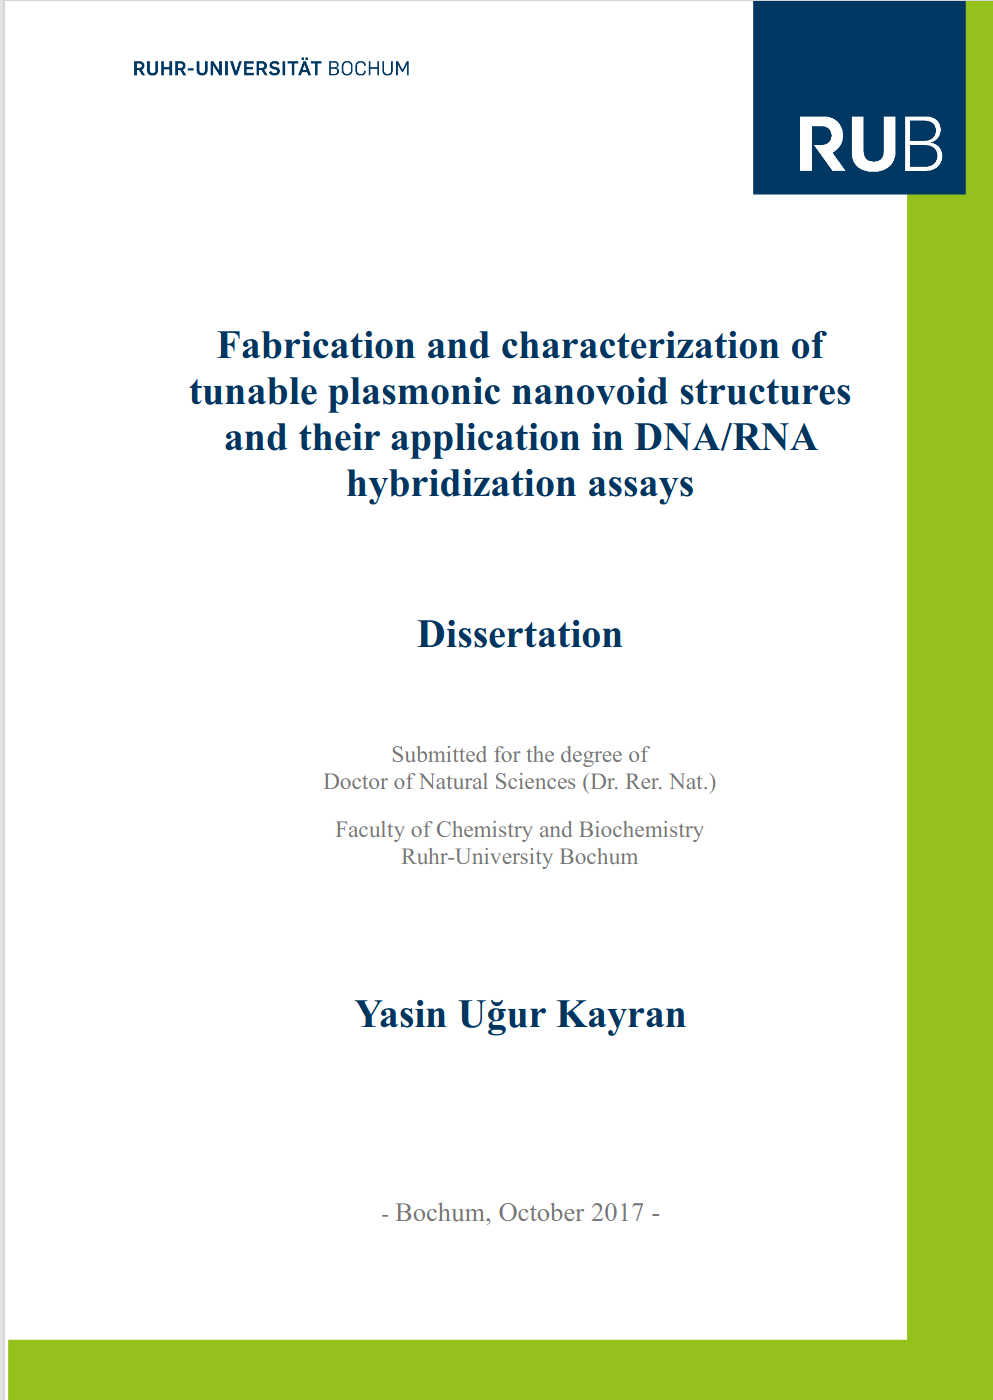 RUHR-UNIVERSITÄT BOCHUM
RUB
Fabrication and characterization of
tunable plasmonic nanovoid structures
and their application in DNA/RNA
hybridization assays
Dissertation
Submitted for the degree of
Doctor of Natural Sciences (Dr. Rer. Nat.)
Faculty of Chemistry and Biochemistry
Ruhr-University Bochum
Yasin Uğur Kayran
- Bochum, October 2017 -